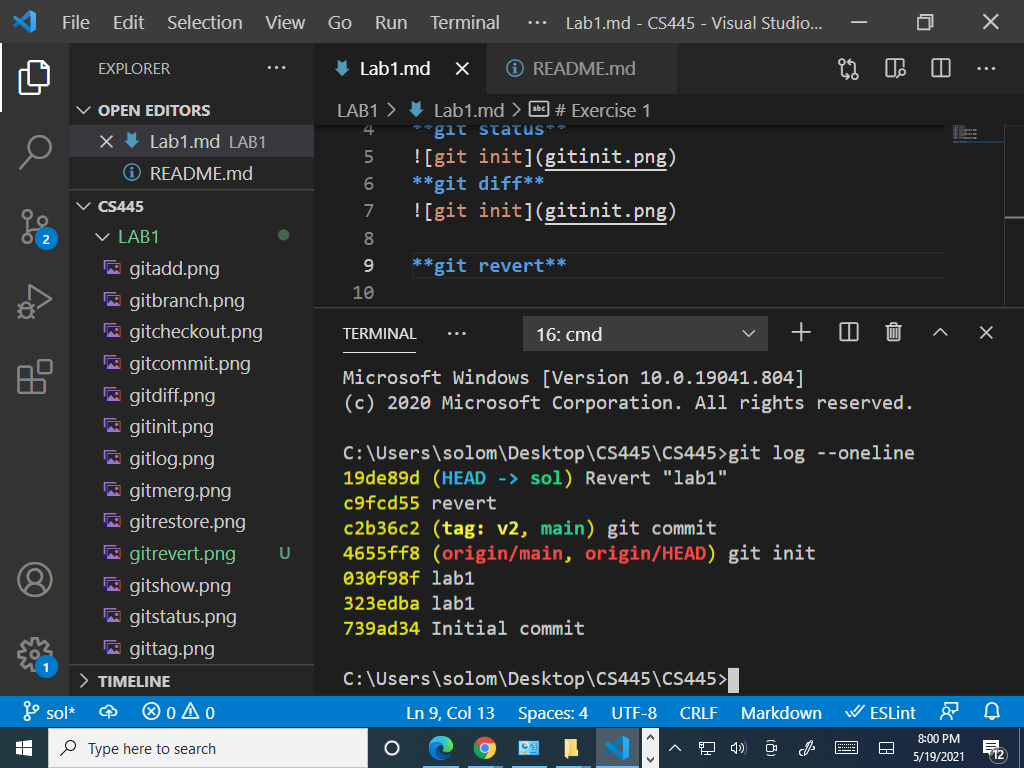 File Edit Selection View Go Run Terminal ··· Lab1.md - CS445 - Visual Studio...
EXPLORER ···
OPEN EDITORS
Lab1.md LAB1
README.md
CS445
LAB1
gitadd.png
gitbranch.png
gitcheckout.png
gitcommit.png
gitdiff.png
gitinit.png
gitlog.png
gitmerg.png
gitrestore.png
gitrevert.png U
gitshow.png
gitstatus.png
gittag.png
TIMELINE
2
1
Lab1.md README.md
LAB1 > Lab1.md > abc # Exercise 1
4 **git status**
5 ![git init](gitinit.png)
6 **git diff**
7 ![git init](gitinit.png)
8
9 **git revert**
10
TERMINAL ··· 16: cmd
Microsoft Windows [Version 10.0.19041.804]
(c) 2020 Microsoft Corporation. All rights reserved.
C:\Users\solom\Desktop\CS445\CS445>git log --oneline
19de89d (HEAD -> sol) Revert "lab1"
c9fcd55 revert
c2b36c2 (tag: v2, main) git commit
4655ff8 (origin/main, origin/HEAD) git init
030f98f lab1
323edba lab1
739ad34 Initial commit
C:\Users\solom\Desktop\CS445\CS445>
sol* 0 0 Ln 9, Col 13 Spaces: 4 UTF-8 CRLF Markdown ESLint
Type here to search
8:00 PM
5/19/2021
12